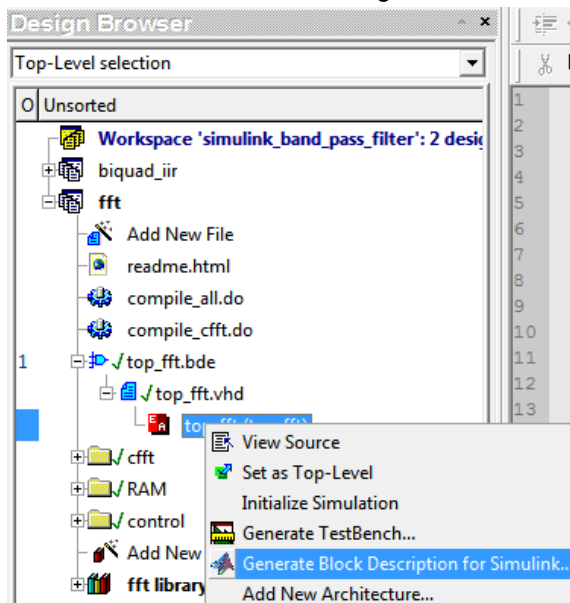 Design Browser
Top-Level selection
O Unsorted
Workspace 'simulink_band_pass_filter': 2
biquad_iir
fft
Add New File
readme.html
compile_all.do
compile_cfft.do
1 top_fft.bde
top_fft.vhd
cfft
RAM
control
Add New
fft library
View Source
Set as Top-Level
Initialize Simulation
Generate TestBench...
Generate Block Description for Simulink...
Add New Architecture...
1
2
3
4
5
6
7
8
9
10
11
12
13